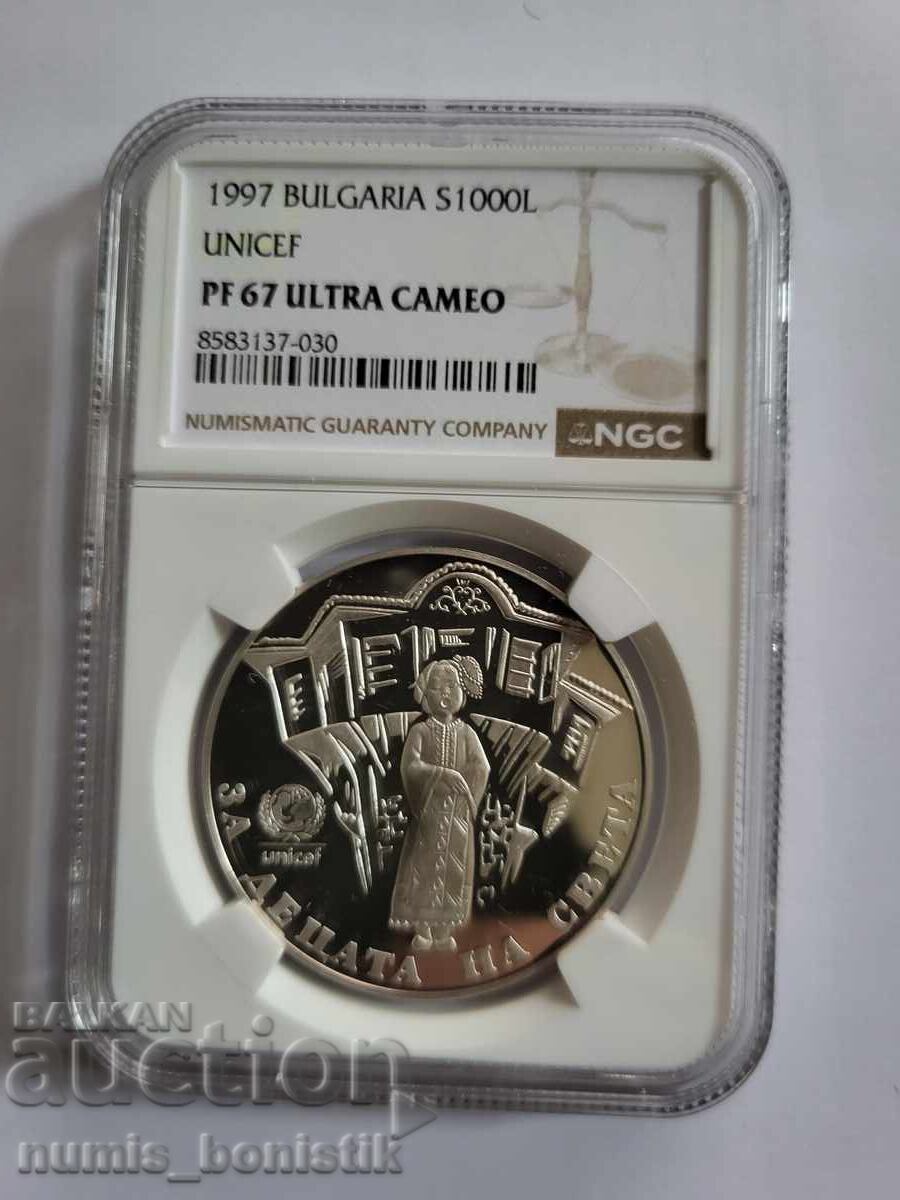 1997 BULGARIA S1000L
UNICEF
PF 67 ULTRA CAMEO
8583137-030
NUMISMATIC GUARANTY COMPANY NGC
unicef
ЗА ДЕЦАТА НА СВЕТА
BALKAN
auction
numis_bonistik